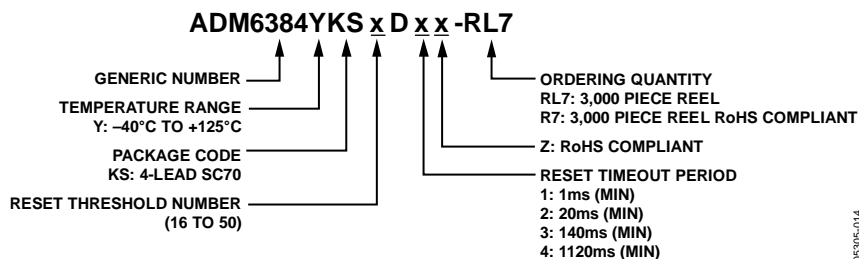 ADM6384YKS x D x x -RL7
GENERIC NUMBER
TEMPERATURE RANGE
Y: –40°C TO +125°C
PACKAGE CODE
KS: 4-LEAD SC70
RESET THRESHOLD NUMBER
(16 TO 50)
ORDERING QUANTITY
RL7: 3,000 PIECE REEL
R7: 3,000 PIECE REEL RoHS COMPLIANT
Z: RoHS COMPLIANT
RESET TIMEOUT PERIOD
1: 1ms (MIN)
2: 20ms (MIN)
3: 140ms (MIN)
4: 1120ms (MIN)
05305-014